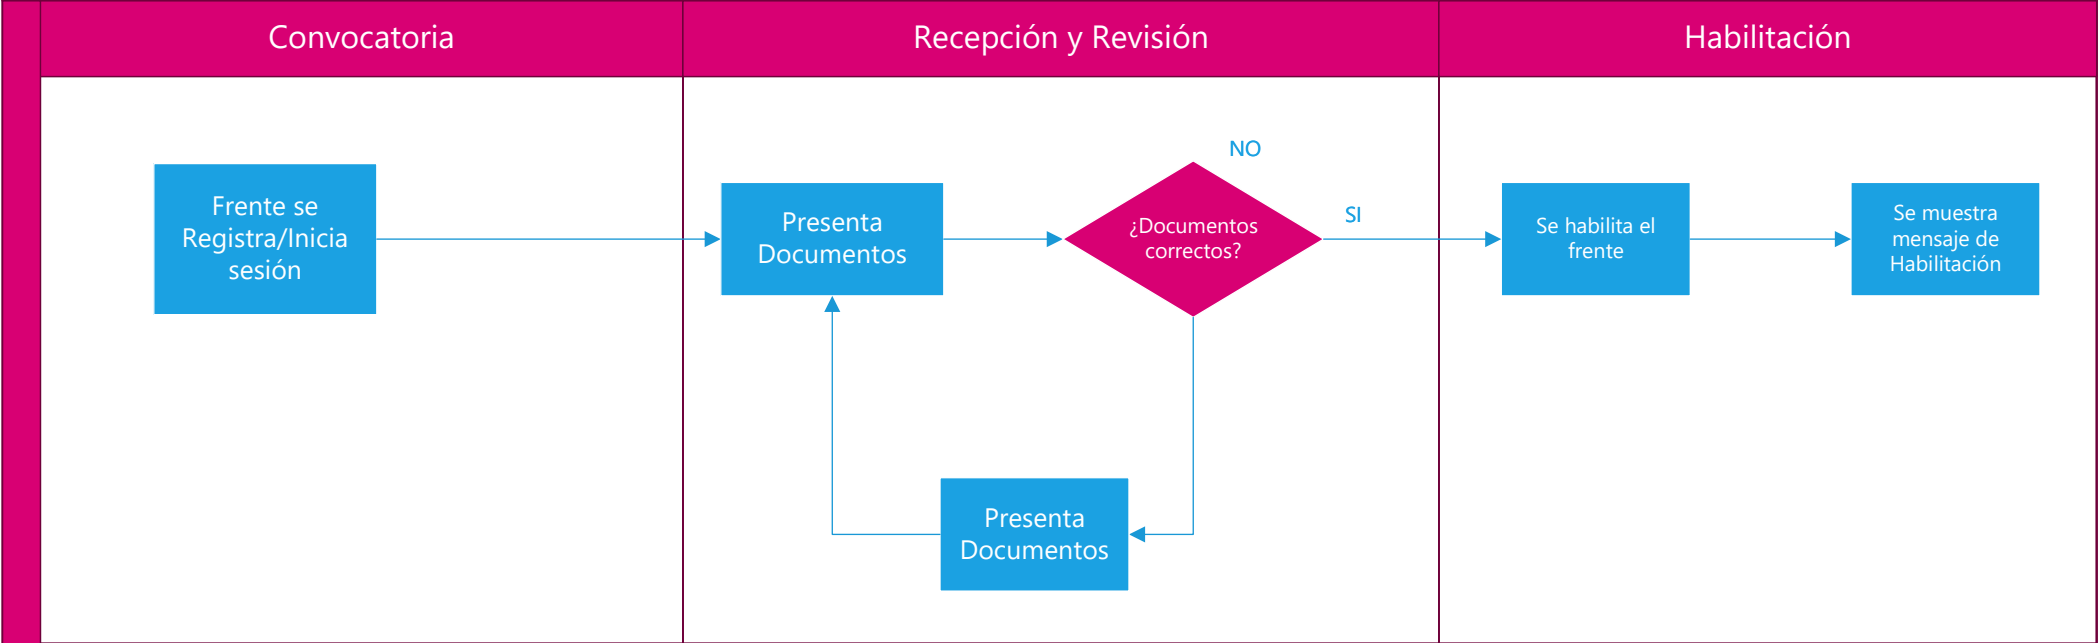 Convocatoria
Recepción y Revisión
Habilitación
Frente se
Registra/Inicia
sesión
Presenta
Documentos
¿Documentos
correctos?
NO
SI
Presenta
Documentos
Se habilita el
frente
Se muestra
mensaje de
Habilitación